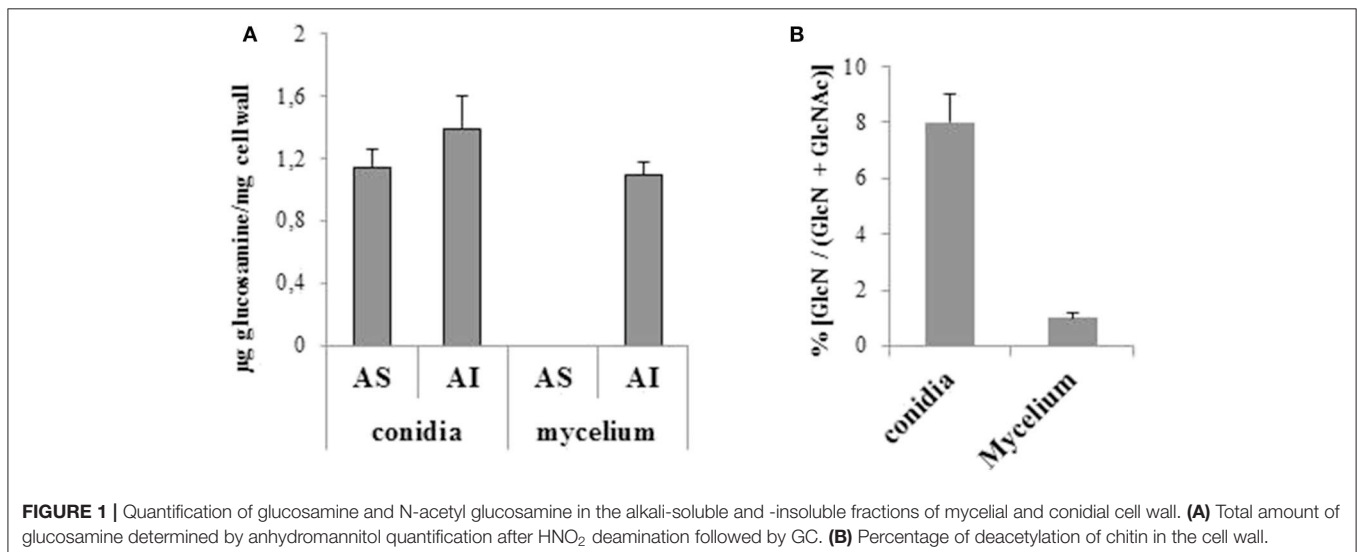 A
µg glucosamine/mg cell wall
2
1,6
1,2
0,8
0,4
0
AS AI AS AI
conidia mycelium
B
% [GlcN / (GlcN + GlcNAc)]
10
8
6
4
2
0
conidia
Mycelium
FIGURE 1 | Quantification of glucosamine and N-acetyl glucosamine in the alkali-soluble and -insoluble fractions of mycelial and conidial cell wall. (A) Total amount of
glucosamine determined by anhydromannitol quantification after HNO₂ deamination followed by GC. (B) Percentage of deacetylation of chitin in the cell wall.